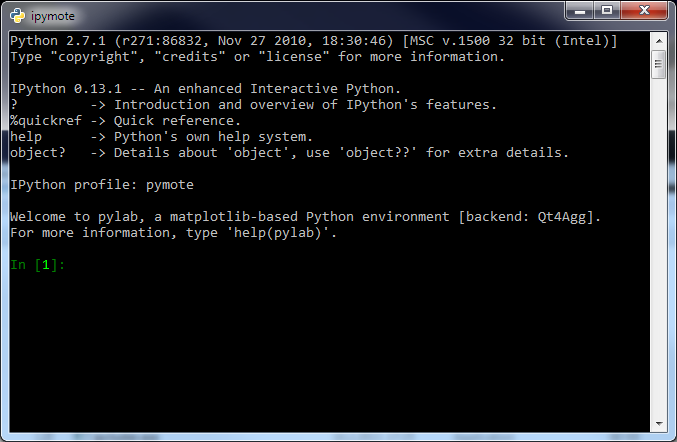 ipymote
Python 2.7.1 (r271:86832, Nov 27 2010, 18:30:46) [MSC v.1500 32 bit (Intel)]
Type "copyright", "credits" or "license" for more information.
IPython 0.13.1 -- An enhanced Interactive Python.
?         -> Introduction and overview of IPython's features.
%quickref -> Quick reference.
help      -> Python's own help system.
object?   -> Details about 'object', use 'object??' for extra details.
IPython profile: pymote
Welcome to pylab, a matplotlib-based Python environment [backend: Qt4Agg].
For more information, type 'help(pylab)'.
In [1]: